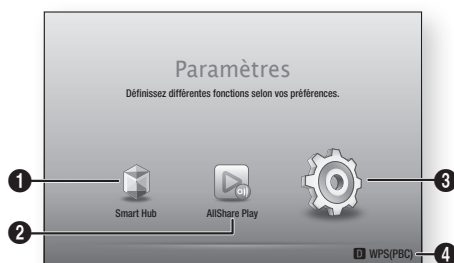 Paramètres
Définissez différentes fonctions selon vos préférences.
1
3
Smart Hub
AllShare Play
2
D WPS(PBC)
4